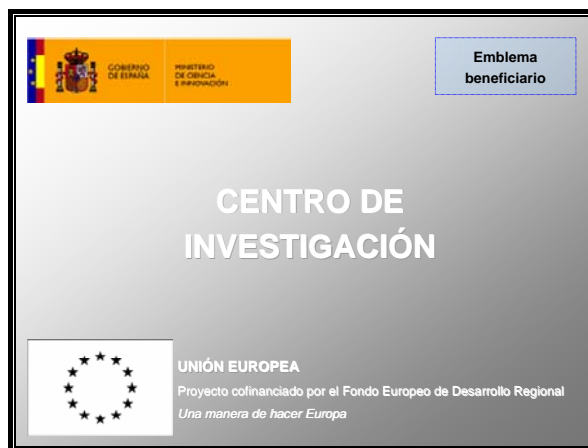 GOBIERNO
DE ESPAÑA
MINISTERIO
DE CIENCIA
E INNOVACIÓN
Emblema
beneficiario
CENTRO DE
INVESTIGACIÓN
UNIÓN EUROPEA
Proyecto cofinanciado por el Fondo Europeo de Desarrollo Regional
Una manera de hacer Europa